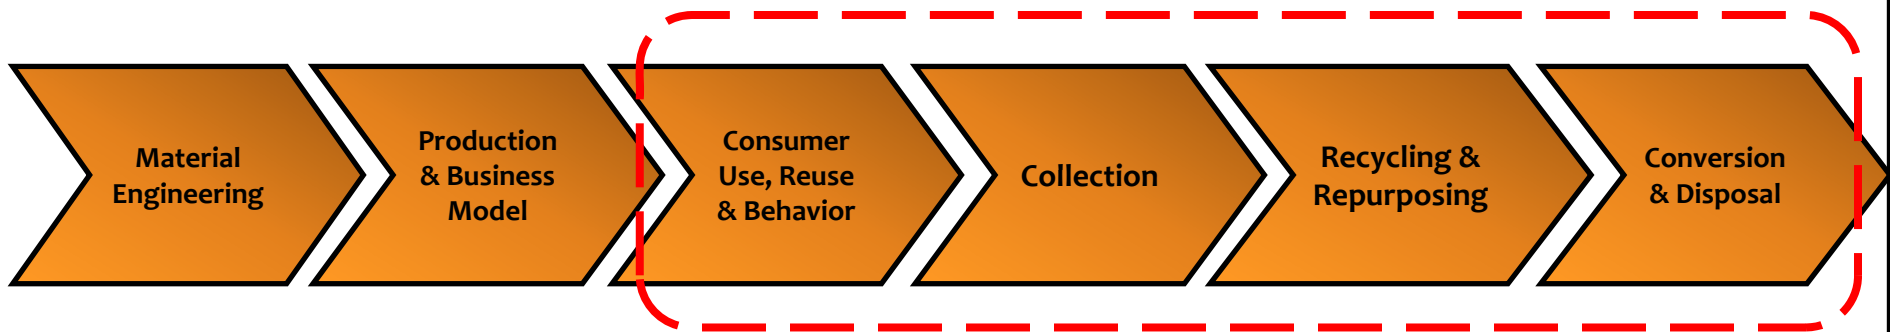 Material
Engineering
Production
& Business
Model
Consumer
Use, Reuse
& Behavior
Collection
Recycling &
Repurposing
Conversion
& Disposal